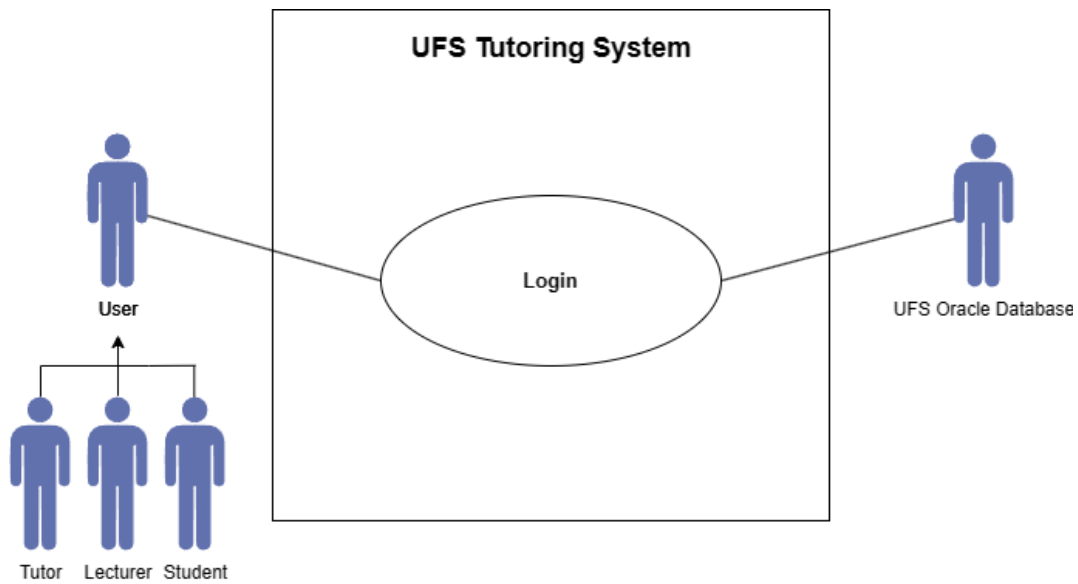 UFS Tutoring System
Login
User
UFS Oracle Database
Tutor Lecturer Student